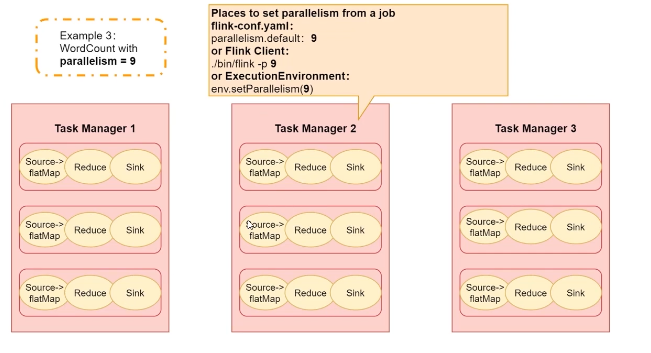 Example 3:
WordCount with
parallelism = 9
Places to set parallelism from a job
flink-conf.yaml:
parallelism.default: 9
or Flink Client:
./bin/flink -p 9
or ExecutionEnvironment:
env.setParallelism(9)
Task Manager 1
Source->
flatMap
Reduce
Sink
Source->
flatMap
Reduce
Sink
Source->
flatMap
Reduce
Sink
Task Manager 2
Source->
flatMap
Reduce
Sink
Source->
flatMap
Reduce
Sink
Source->
flatMap
Reduce
Sink
Task Manager 3
Source->
flatMap
Reduce
Sink
Source->
flatMap
Reduce
Sink
Source->
flatMap
Reduce
Sink